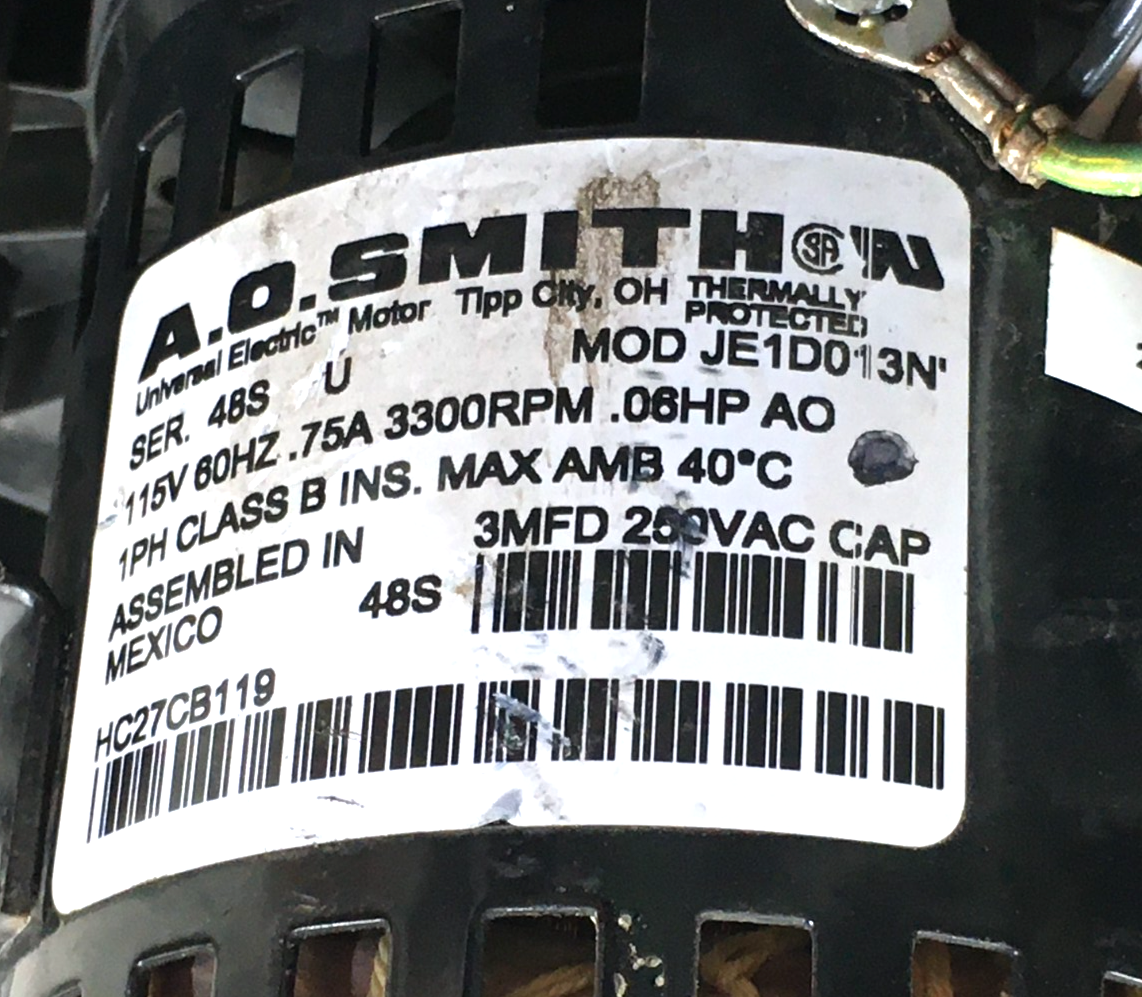 A.O.SMITH
Universal Electric™ Motor Tipp City, OH THERMALLY PROTECTED
MOD JE1D013N
SER. 48S U
115V 60HZ .75A 3300RPM .06HP AO
1PH CLASS B INS. MAX AMB 40°C
3MFD 250VAC CAP
ASSEMBLED IN
MEXICO
48S
HC27CB119